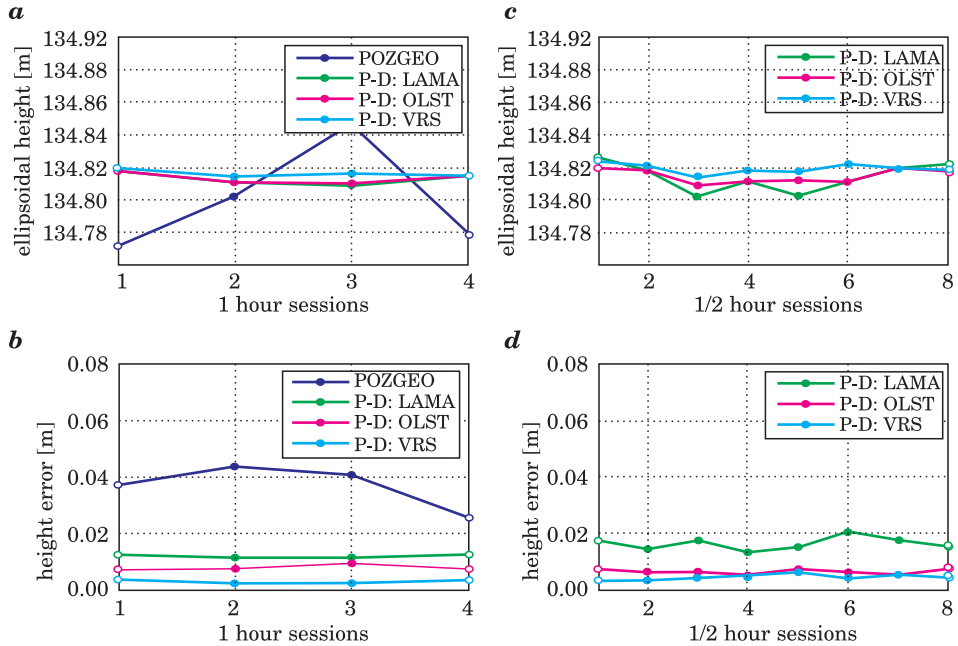 a
134.92
134.88
134.86
134.84
134.82
134.80
134.78
ellipsoidal height [m]
POZGEO
P-D: LAMA
P-D: OLST
P-D: VRS
1 2 3 4
1 hour sessions
c
134.92
134.88
134.86
134.84
134.82
134.80
134.78
ellipsoidal height [m]
P-D: LAMA
P-D: OLST
P-D: VRS
2 4 6 8
1/2 hour sessions
b
0.08
0.06
0.04
0.02
0.00
height error [m]
POZGEO
P-D: LAMA
P-D: OLST
P-D: VRS
1 2 3 4
1 hour sessions
d
0.08
0.06
0.04
0.02
0.00
height error [m]
P-D: LAMA
P-D: OLST
P-D: VRS
2 4 6 8
1/2 hour sessions